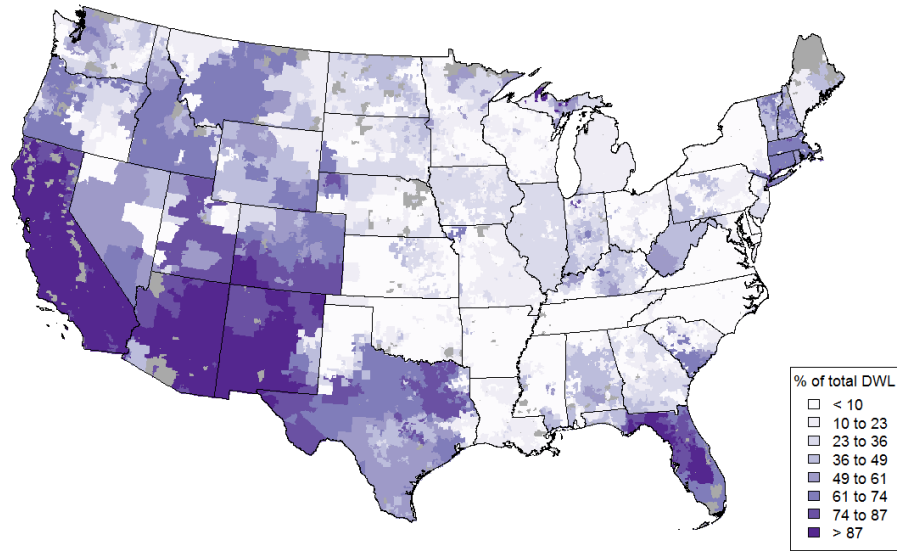 % of total DWL
< 10
10 to 23
23 to 36
36 to 49
49 to 61
61 to 74
74 to 87
> 87